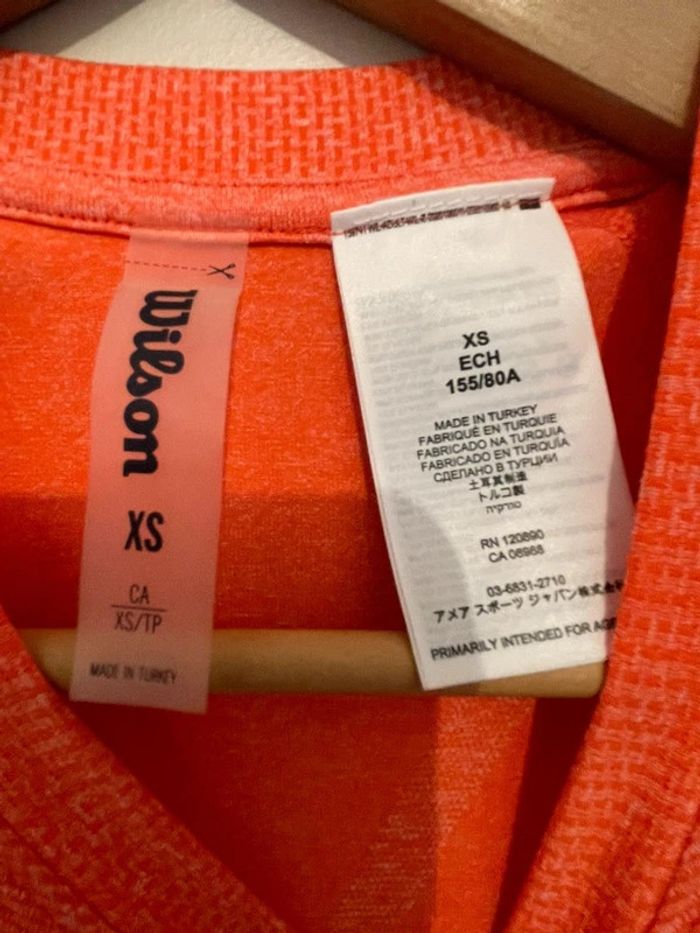 Wilson
XS
CA
XS/TP
MADE IN TURKEY
XS
ECH
155/80A
MADE IN TURKEY
FABRIQUÉ EN TURQUIE
FABRICADO NA TURQUIA
FABRICADO EN TURQUÍA
СДЕЛАНО В ТУРЦИИ
土耳其制造
トルコ製
טורקיה
RN 120890
CA 06968
03-6831-2710
アメア スポーツ ジャパン株式会
PRIMARILY INTENDED FOR AGE